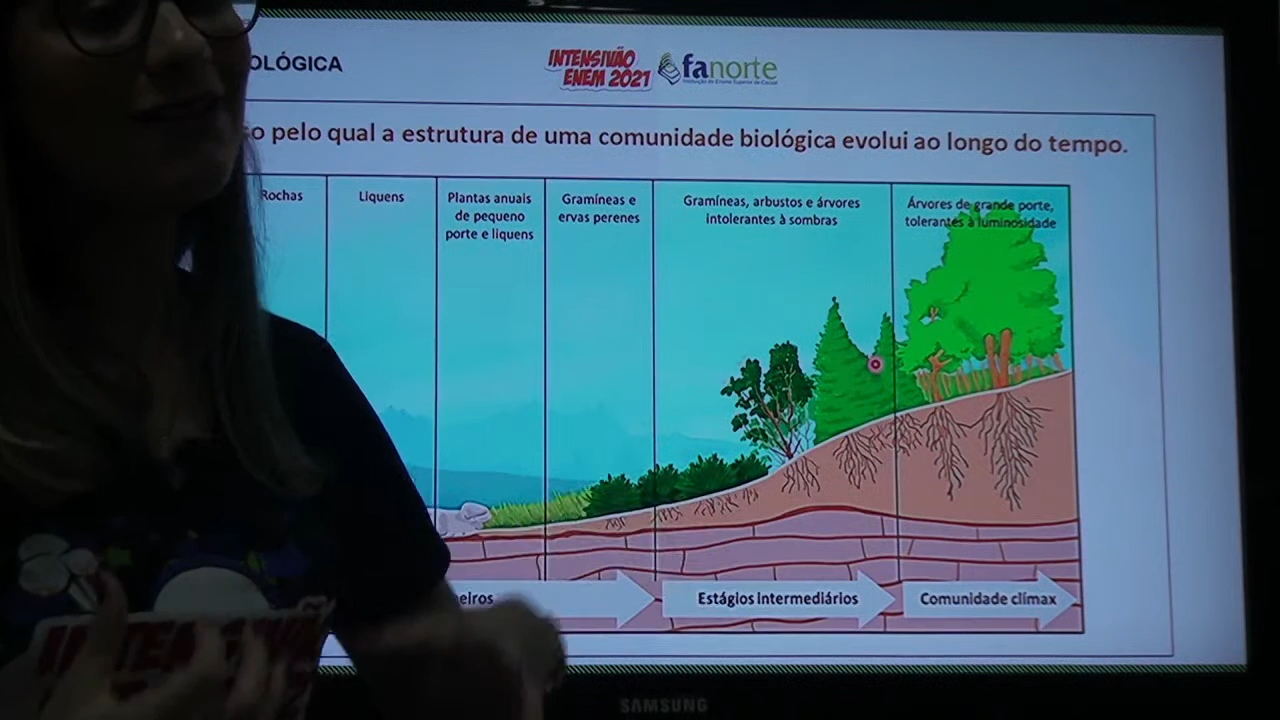 OLÓGICA
INTENSIVÃO
ENEM 2021
fanorte
o pelo qual a estrutura de uma comunidade biológica evolui ao longo do tempo.
Rochas
Liquens
Plantas anuais
de pequeno
porte e liquens
Gramíneas e
ervas perenes
Gramíneas, arbustos e árvores
intolerantes à sombras
Árvores de grande porte,
tolerantes à luminosidade
eiros
Estágios Intermediários
Comunidade clímax
SAMSUNG